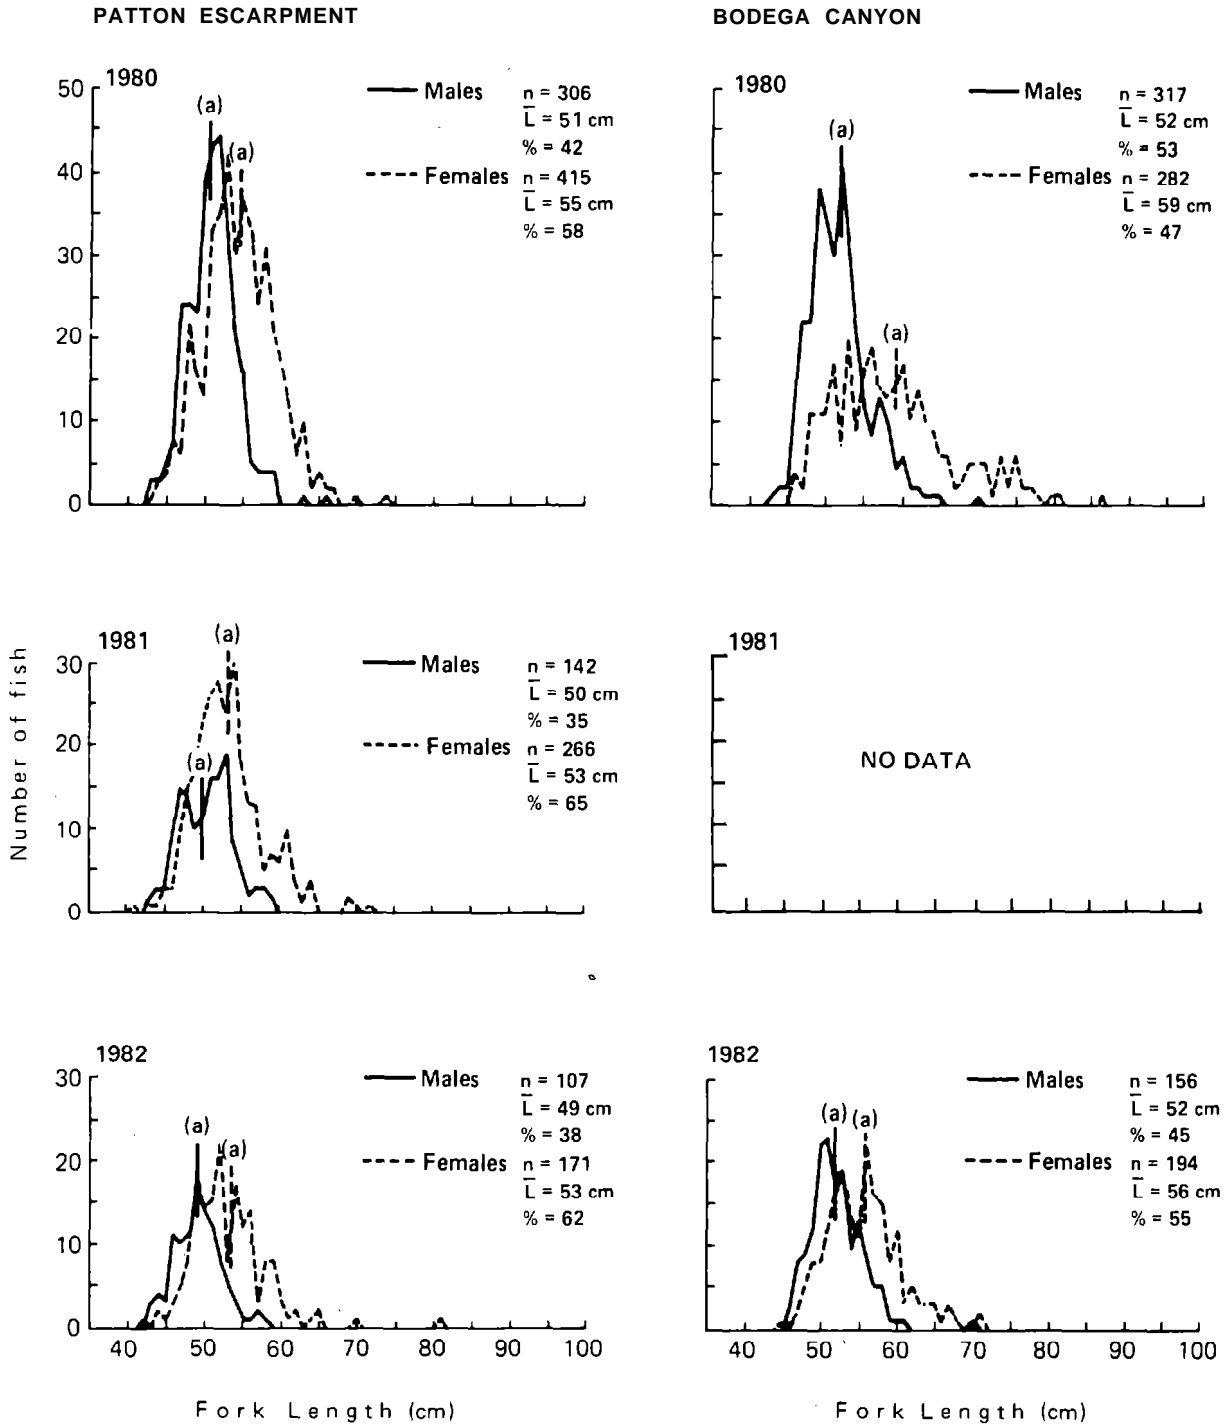 PATTON ESCARPMENT
BODEGA CANYON
1980
50
40
30
20
10
0
(a)
(a)
Males
n = 306
L̅ = 51 cm
% = 42
Females
n = 415
L̅ = 55 cm
% = 58
1980
(a)
(a)
Males
n = 317
L̅ = 52 cm
% = 53
Females
n = 282
L̅ = 59 cm
% = 47
Number of fish
1981
30
20
10
0
(a)
(a)
Males
n = 142
L̅ = 50 cm
% = 35
Females
n = 266
L̅ = 53 cm
% = 65
1981
NO DATA
1982
30
20
10
0
(a)
(a)
Males
n = 107
L̅ = 49 cm
% = 38
Females
n = 171
L̅ = 53 cm
% = 62
40 50 60 70 80 90 100
Fork Length (cm)
1982
(a)
(a)
Males
n = 156
L̅ = 52 cm
% = 45
Females
n = 194
L̅ = 56 cm
% = 55
40 50 60 70 80 90 100
Fork Length (cm)